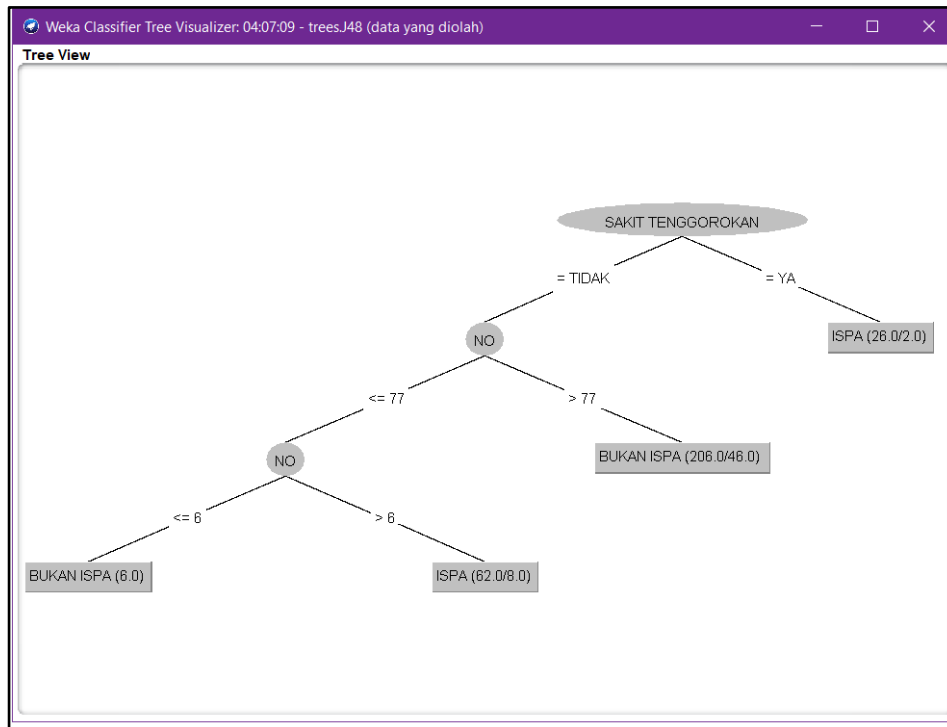 Weka Classifier Tree Visualizer: 04:07:09 - trees.J48 (data yang diolah)
Tree View
SAKIT TENGGOROKAN
= TIDAK
= YA
NO
ISPA (26.0/2.0)
<= 77
> 77
NO
BUKAN ISPA (206.0/46.0)
<= 6
> 6
BUKAN ISPA (6.0)
ISPA (62.0/8.0)